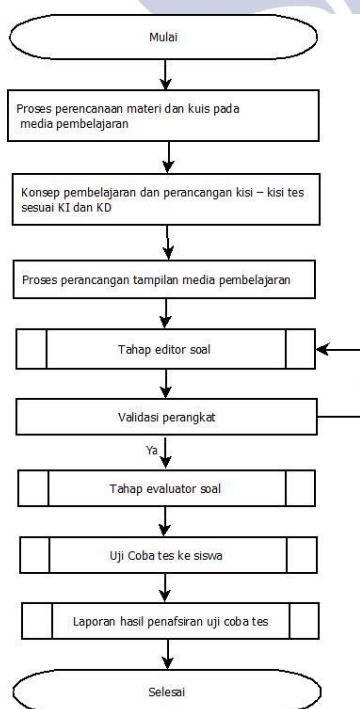 Mulai
Proses perencanaan materi dan kuis pada
media pembelajaran
Konsep pembelajaran dan perancangan kisi – kisi tes
sesuai KI dan KD
Proses perancangan tampilan media pembelajaran
Tahap editor soal
Validasi perangkat
Ya
Tahap evaluator soal
Uji Coba tes ke siswa
Laporan hasil penafsiran uji coba tes
Selesai